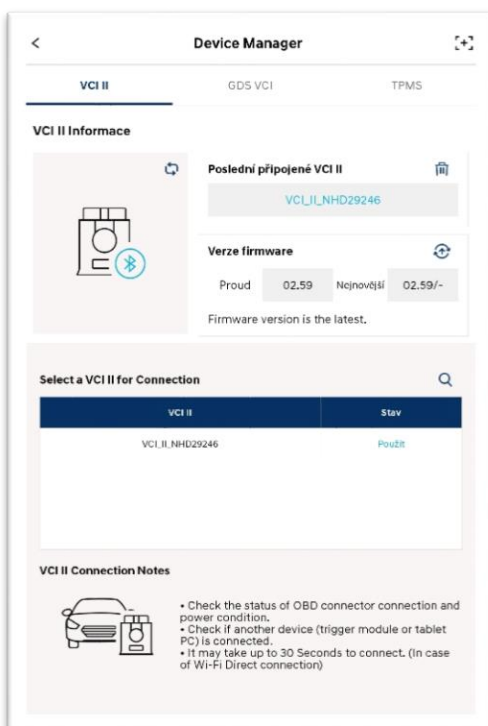 Device Manager
VCI II
GDS VCI
TPMS
VCI II Informace
Poslední připojené VCI II
VCI_II_NHD29246
Verze firmware
Proud 02.59 Nejnovější 02.59/-
Firmware version is the latest.
Select a VCI II for Connection
VCI II Stav
VCI_II_NHD29246 Použít
VCI II Connection Notes
• Check the status of OBD connector connection and
power condition.
• Check if another device (trigger module or tablet
PC) is connected.
• It may take up to 30 Seconds to connect. (In case
of Wi-Fi Direct connection)